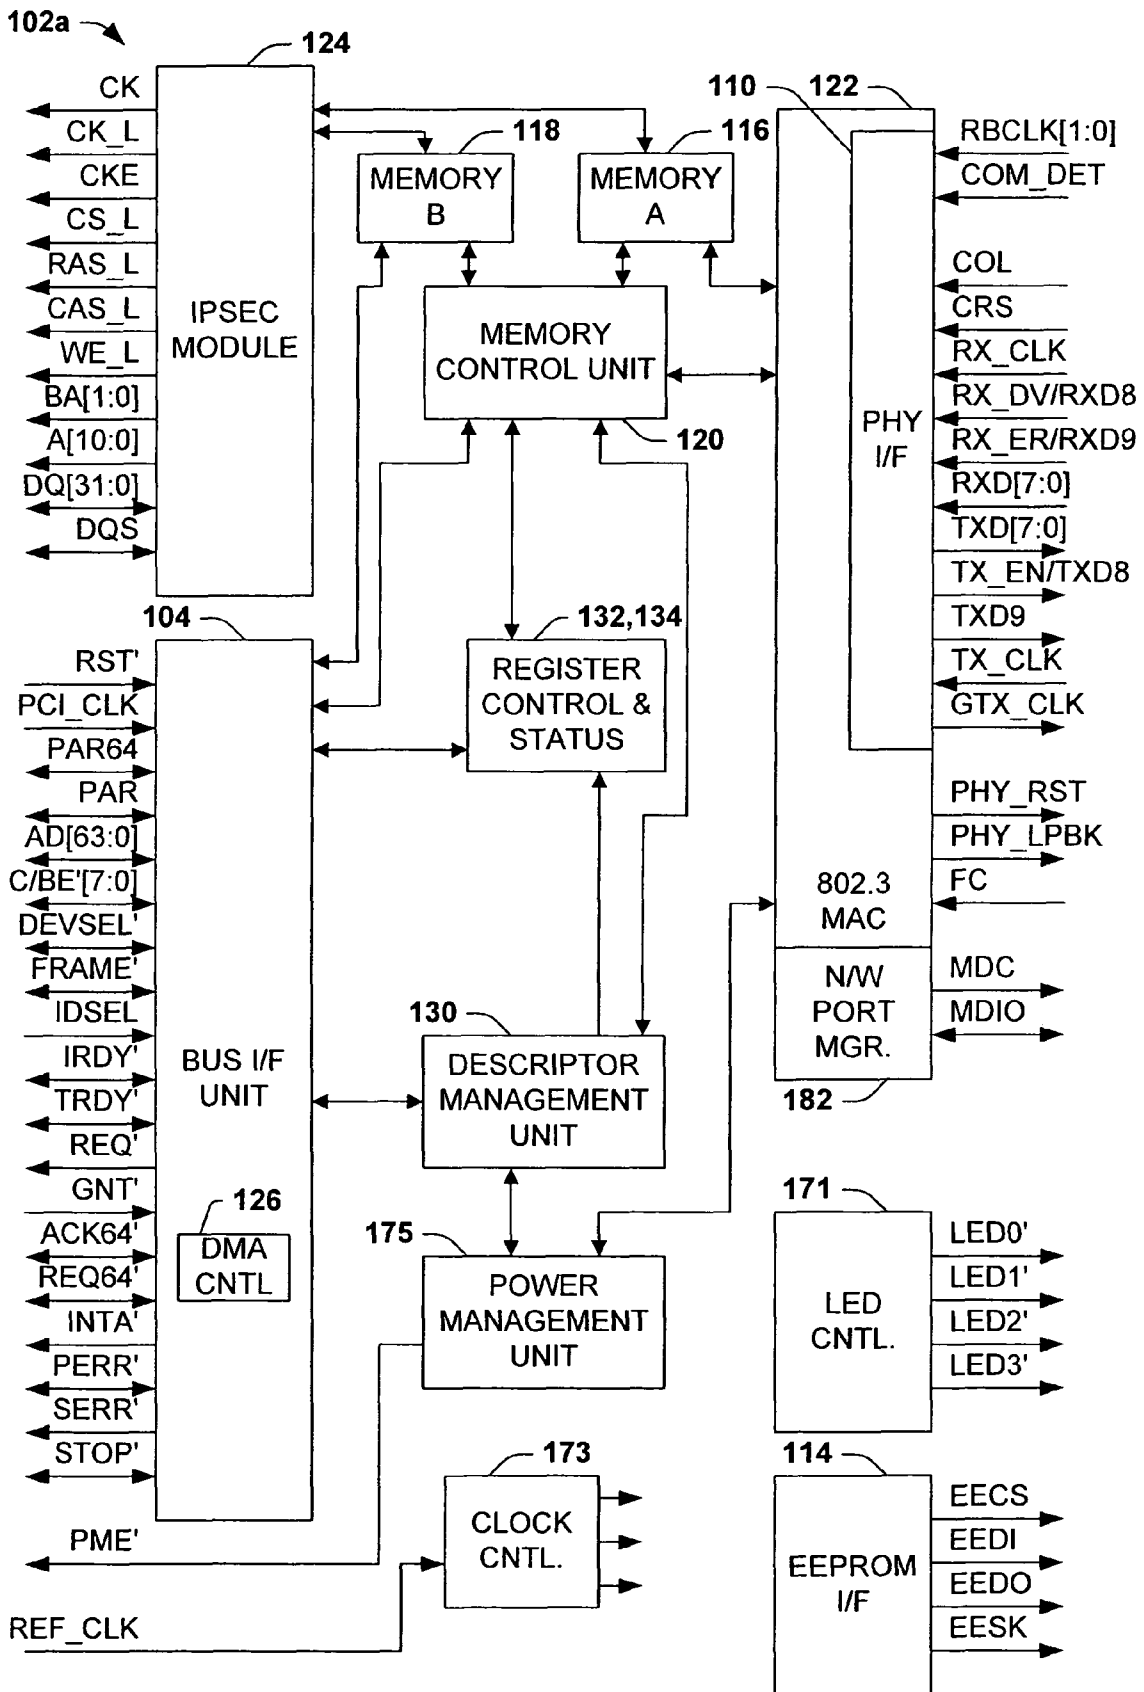 102a
124
CK
CK_L
CKE
CS_L
RAS_L
CAS_L
WE_L
BA[1:0]
A[10:0]
DQ[31:0]
DQS
IPSEC
MODULE
118
MEMORY
B
116
MEMORY
A
MEMORY
CONTROL UNIT
120
110
122
PHY
I/F
RBCLK[1:0]
COM_DET
COL
CRS
RX_CLK
RX_DV/RXD8
RX_ER/RXD9
RXD[7:0]
TXD[7:0]
TX_EN/TXD8
TXD9
TX_CLK
GTX_CLK
PHY_RST
PHY_LPBK
FC
802.3
MAC
N/W
PORT
MGR.
MDC
MDIO
182
104
RST'
PCI_CLK
PAR64
PAR
AD[63:0]
C/BE'[7:0]
DEVSEL'
FRAME'
IDSEL
IRDY'
TRDY'
REQ'
GNT'
ACK64'
REQ64'
INTA'
PERR'
SERR'
STOP'
PME'
REF_CLK
BUS I/F
UNIT
126
DMA
CNTL
132,134
REGISTER
CONTROL &
STATUS
130
DESCRIPTOR
MANAGEMENT
UNIT
175
POWER
MANAGEMENT
UNIT
173
CLOCK
CNTL.
171
LED
CNTL.
LED0'
LED1'
LED2'
LED3'
114
EEPROM
I/F
EECS
EEDI
EEDO
EESK